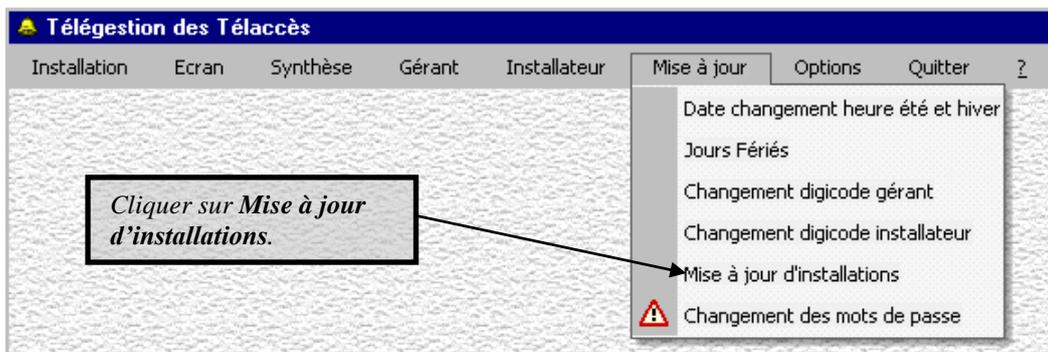 Télégestion des Télaccès
Installation Ecran Synthèse Gérant Installateur Mise à jour Options Quitter ?
Date changement heure été et hiver
Jours Fériés
Changement digicode gérant
Changement digicode installateur
Mise à jour d'installations
Changement des mots de passe
Cliquer sur Mise à jour
d’installations.